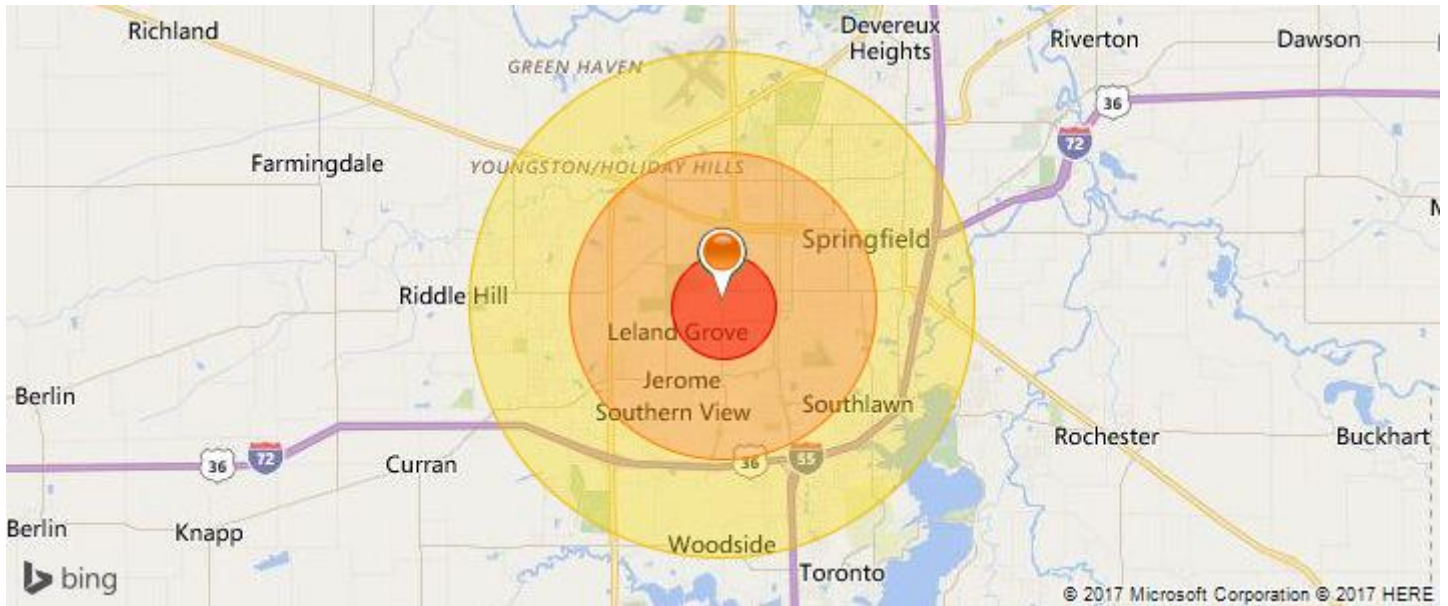 Richland
Devereux
Heights
Riverton
Dawson
GREEN HAVEN
36
72
Farmingdale
YOUNGSTON/HOLIDAY HILLS
Springfield
Riddle Hill
Leland Grove
Jerome
Southern View
Southlawn
Berlin
Rochester
Buckhart
36
72
Curran
36
55
Berlin
Knapp
Woodside
Toronto
bing
© 2017 Microsoft Corporation © 2017 HERE